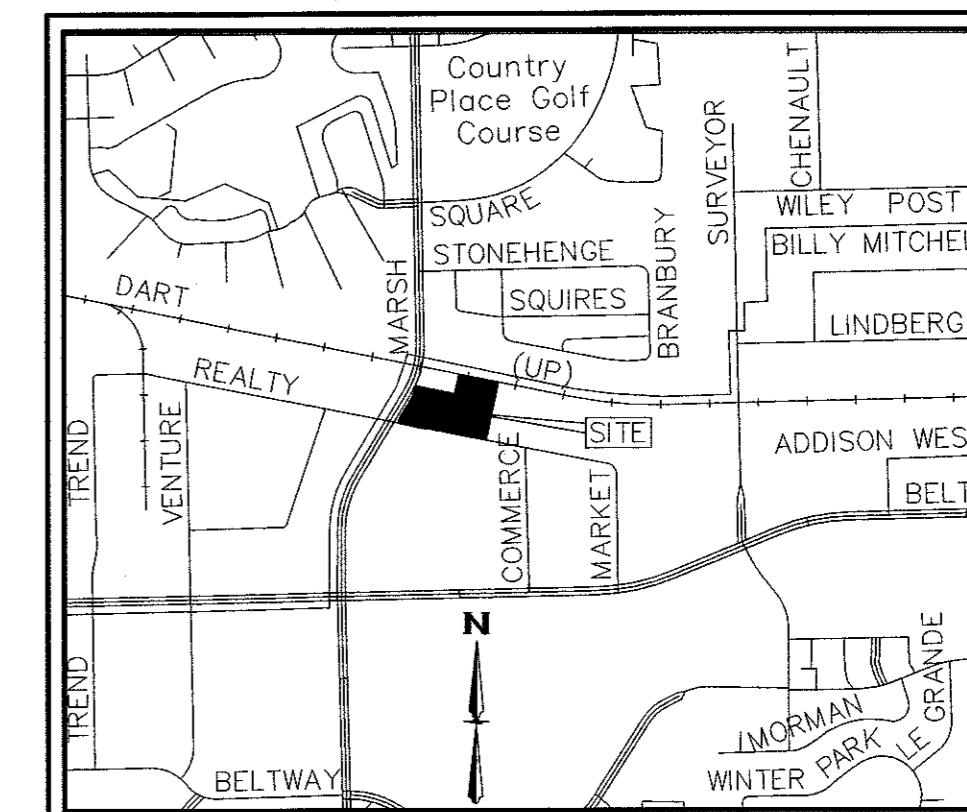 Country
Place Golf
Course
SURVEYOR
CHENAULT
SQUARE
WILEY POST
STONEHENGE
BILLY MITCHEL
DART
MARSH
SQUIRES
BRANBURY
LINDBERG
REALTY
(UP)
SITE
TREND
VENTURE
COMMERCE
MARKET
ADDISON WES
BELT
N
TREND
MORMAN
LE GRANDE
WINTER PARK
BELTWAY